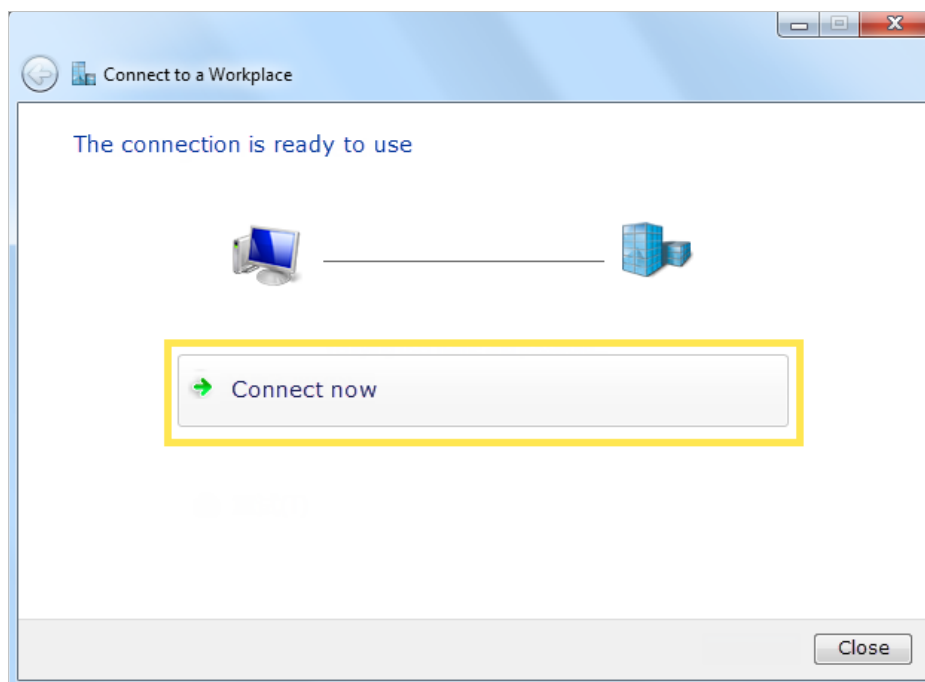 Connect to a Workplace
The connection is ready to use
Connect now
Close